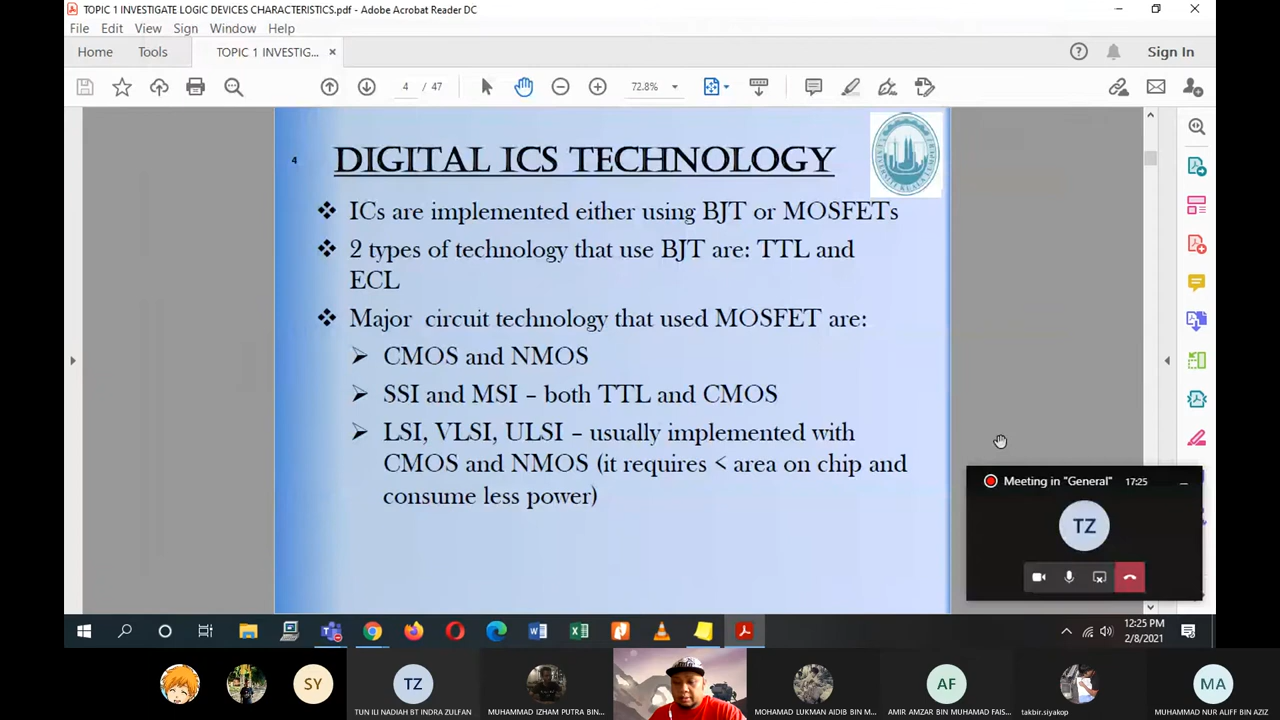 TOPIC 1 INVESTIGATE LOGIC DEVICES CHARACTERISTICS.pdf - Adobe Acrobat Reader DC
File Edit View Sign Window Help
Home Tools TOPIC 1 INVESTIG... × Sign In
4 / 47 72.8%
4 DIGITAL ICS TECHNOLOGY
❖ ICs are implemented either using BJT or MOSFETs
❖ 2 types of technology that use BJT are: TTL and
ECL
❖ Major circuit technology that used MOSFET are:
➢ CMOS and NMOS
➢ SSI and MSI – both TTL and CMOS
➢ LSI, VLSI, ULSI – usually implemented with
CMOS and NMOS (it requires < area on chip and
consume less power)
Meeting in "General" 17:25
TZ
12:25 PM
2/8/2021
SY TZ AF MA
TUN ILI NADIAH BT INDRA ZULFAN MUHAMMAD IZHAM PUTRA BIN... MOHAMAD LUKMAN AIDIB BIN M... AMIR AMZAR BIN MUHAMAD FAIS... takbir.siyakop MUHAMMAD NUR ALIFF BIN AZIZ